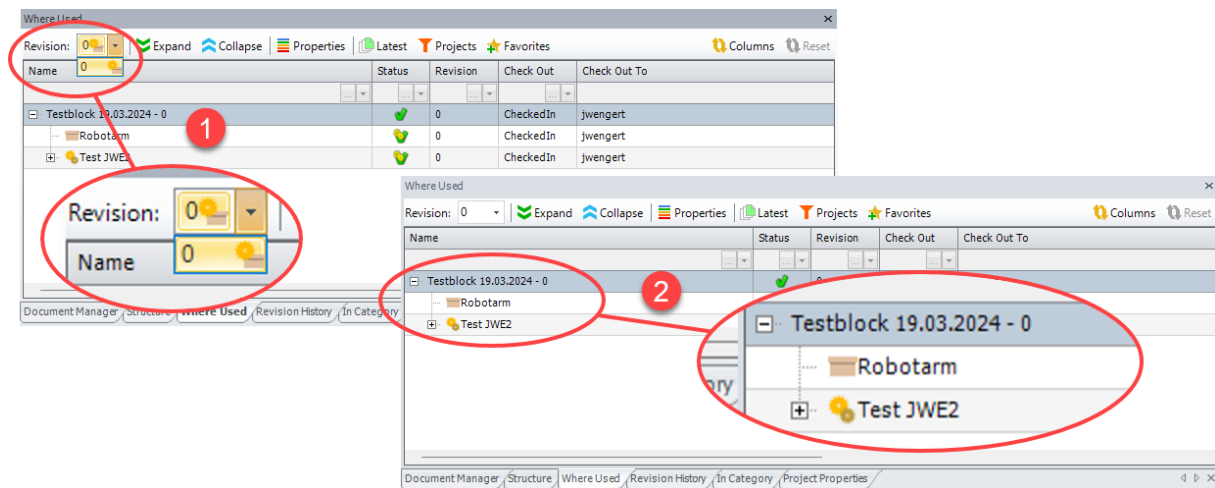 Where Used
Revision: 0 Expand Collapse Properties Latest Projects Favorites Columns Reset
0
Name Status Revision Check Out Check Out To
... ... ... ...
Testblock 19.03.2024 - 0 0 CheckedIn jwengert
Robotarm 0 CheckedIn jwengert
Test JWE2 0 CheckedIn jwengert
1
Revision: 0
0
Name
Document Manager Structure Where Used Revision History In Category
Where Used
Revision: 0 Expand Collapse Properties Latest Projects Favorites Columns Reset
Name Status Revision Check Out Check Out To
... ... ... ...
Testblock 19.03.2024 - 0
Robotarm
Test JWE2
2
Testblock 19.03.2024 - 0
Robotarm
Test JWE2
ory
Document Manager Structure Where Used Revision History In Category Project Properties